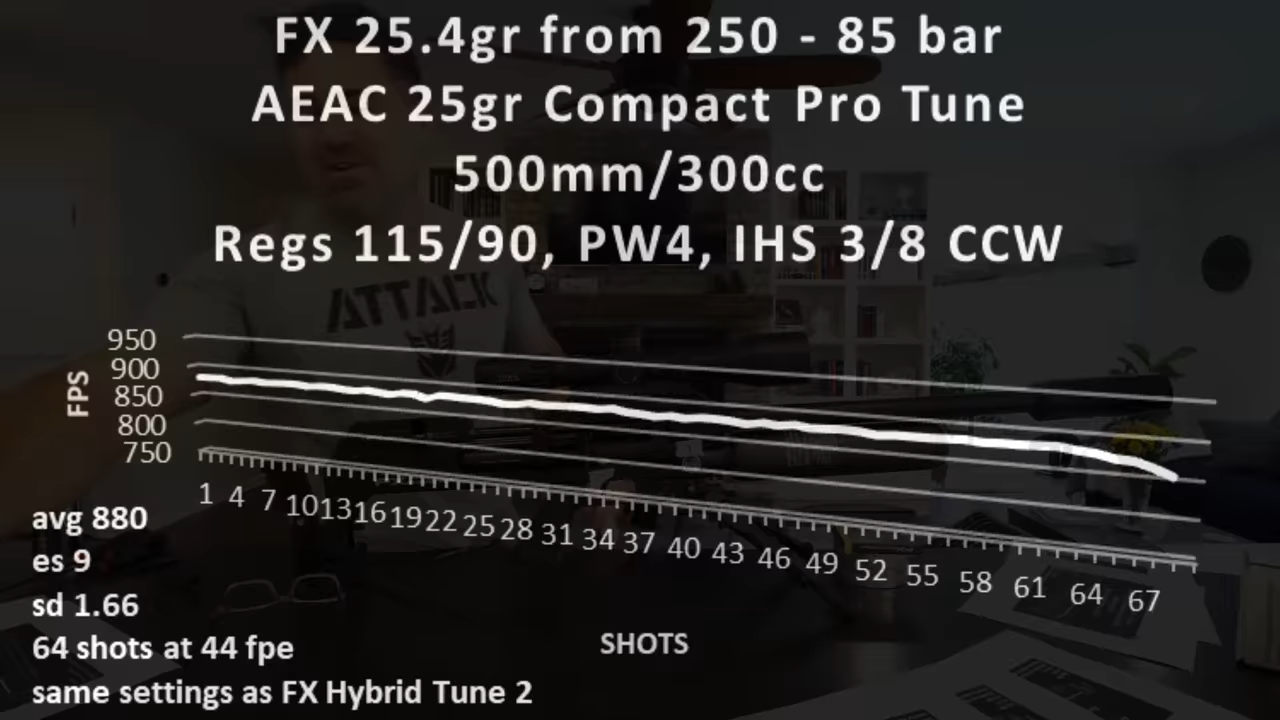 FX 25.4gr from 250 - 85 bar
AEAC 25gr Compact Pro Tune
500mm/300cc
Regs 115/90, PW4, IHS 3/8 CCW
ATTACK
950
900
850
800
750
FPS
1 4 7 10 13 16 19 22 25 28 31 34 37 40 43 46 49 52 55 58 61 64 67
SHOTS
avg 880
es 9
sd 1.66
64 shots at 44 fpe
same settings as FX Hybrid Tune 2